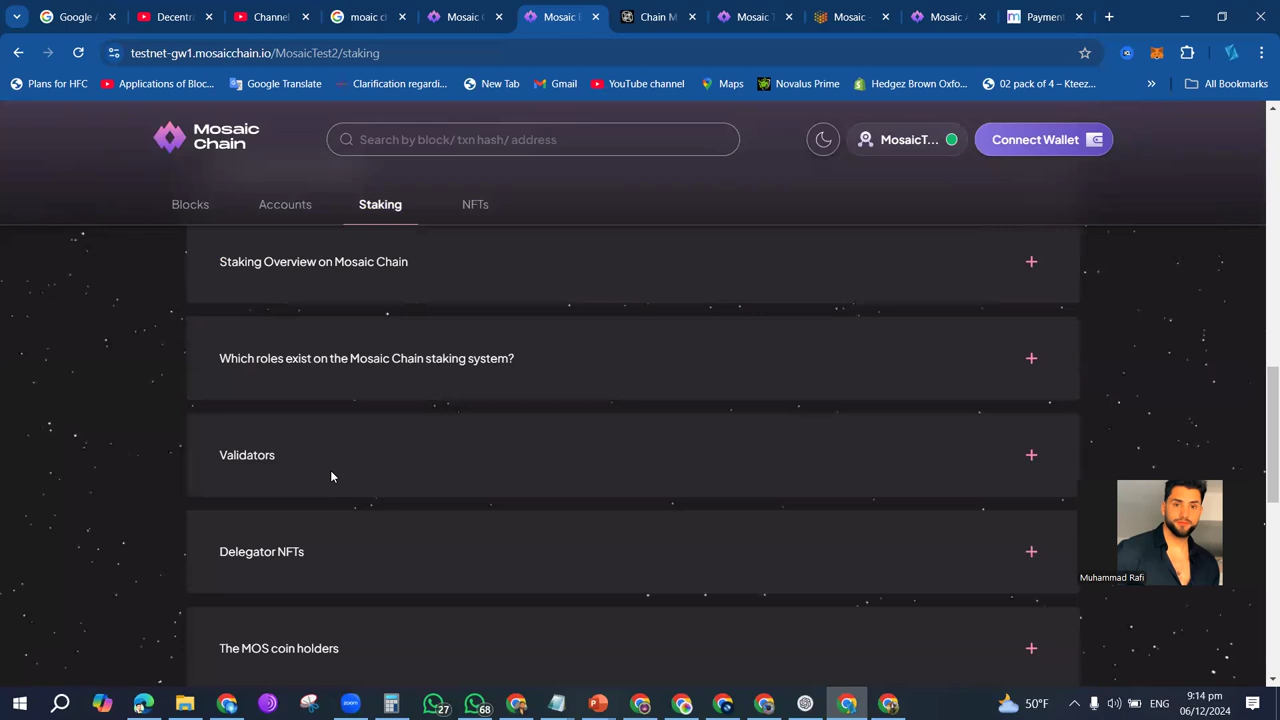 Google /
Decentra
Channel
moaic c
Mosaic C
Mosaic E
Chain M
Mosaic T
Mosaic -
Mosaic A
Payment
testnet-gw1.mosaicchain.io/MosaicTest2/staking
Plans for HFC
Applications of Bloc...
Google Translate
Clarification regardi...
New Tab
Gmail
YouTube channel
Maps
Novalus Prime
Hedgez Brown Oxfo...
02 pack of 4 – Kteez...
»
All Bookmarks
Mosaic
Chain
Search by block/ txn hash/ address
MosaicT...
Connect Wallet
Blocks
Accounts
Staking
NFTs
Staking Overview on Mosaic Chain
Which roles exist on the Mosaic Chain staking system?
Validators
Delegator NFTs
The MOS coin holders
Muhammad Rafi
27
68
50°F
ENG
9:14 pm
06/12/2024